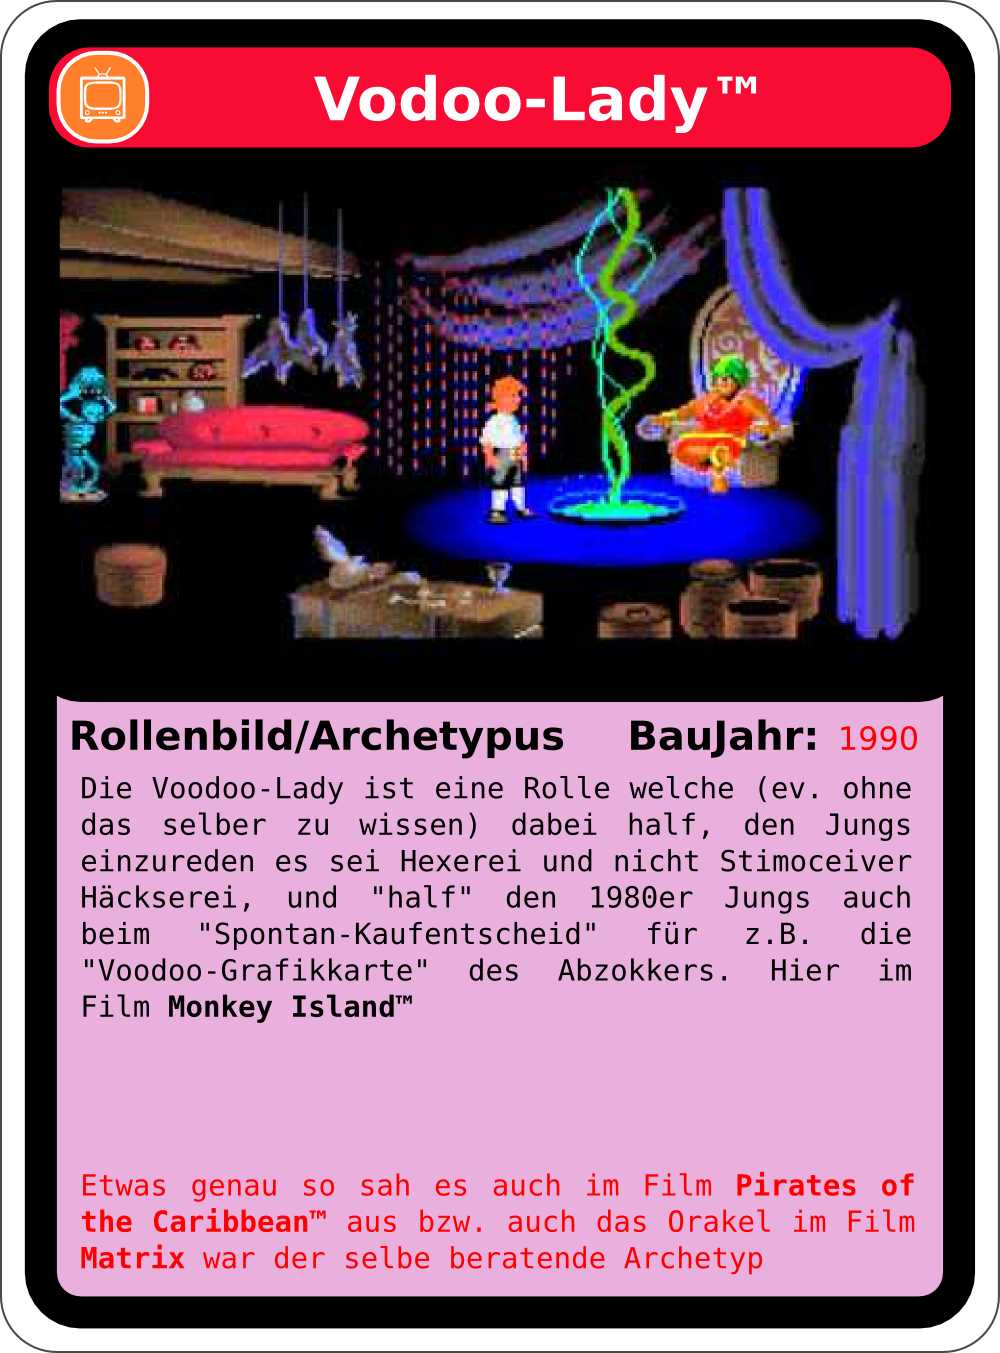 Vodoo-Lady™
Rollenbild/Archetypus BauJahr: 1990
Die Voodoo-Lady ist eine Rolle welche (ev. ohne
das selber zu wissen) dabei half, den Jungs
einzureden es sei Hexerei und nicht Stimoceiver
Häckserei, und "half" den 1980er Jungs auch
beim "Spontan-Kaufentscheid" für z.B. die
"Voodoo-Grafikkarte" des Abzokkers. Hier im
Film Monkey Island™
Etwas genau so sah es auch im Film Pirates of
the Caribbean™ aus bzw. auch das Orakel im Film
Matrix war der selbe beratende Archetyp